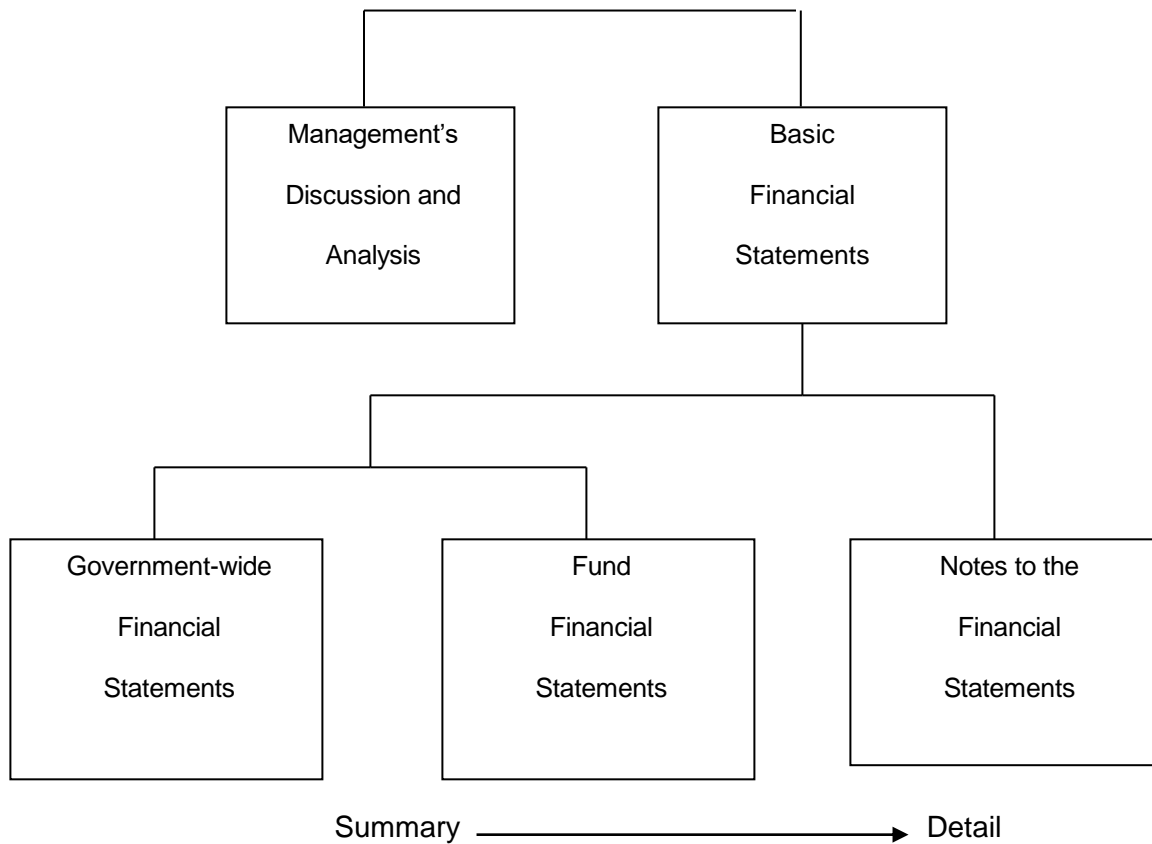 Management’s
Discussion and
Analysis
Basic
Financial
Statements
Government-wide
Financial
Statements
Fund
Financial
Statements
Notes to the
Financial
Statements
Summary
Detail